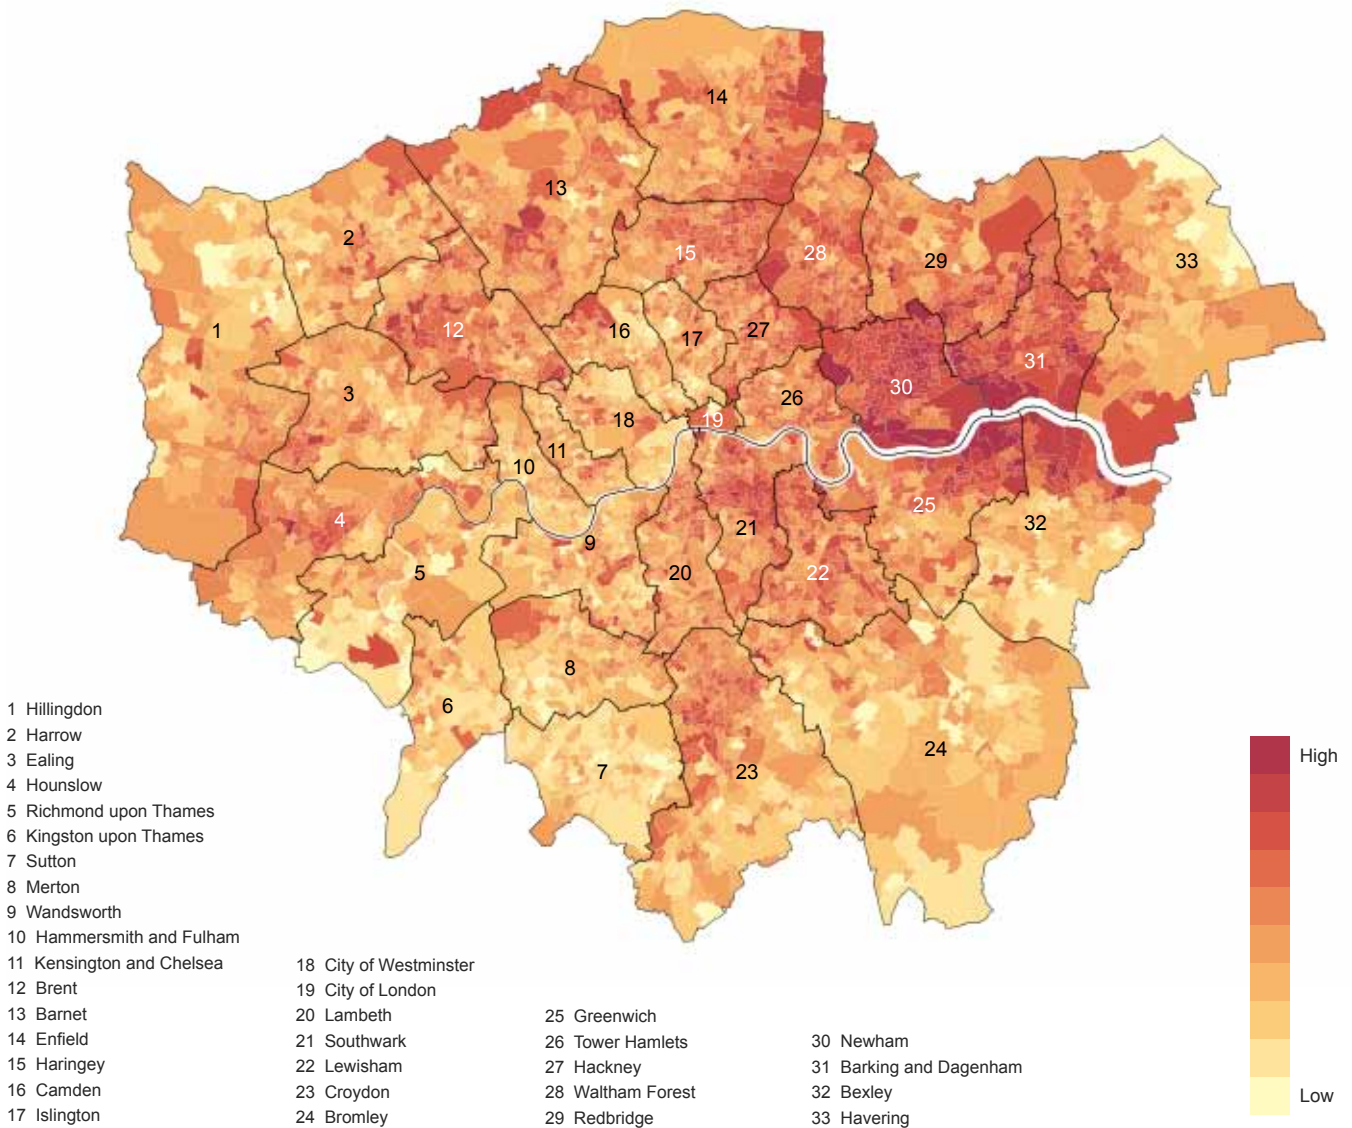 14
13
2
33
15
28
29
1
12
16
17
27
31
3
30
26
18
19
11
10
25
4
21
32
9
5
20
22
8
6
24
7
23
High
Low
1 Hillingdon
2 Harrow
3 Ealing
4 Hounslow
5 Richmond upon Thames
6 Kingston upon Thames
7 Sutton
8 Merton
9 Wandsworth
10 Hammersmith and Fulham
11 Kensington and Chelsea
12 Brent
13 Barnet
14 Enfield
15 Haringey
16 Camden
17 Islington
18 City of Westminster
19 City of London
20 Lambeth
21 Southwark
22 Lewisham
23 Croydon
24 Bromley
25 Greenwich
26 Tower Hamlets
27 Hackney
28 Waltham Forest
29 Redbridge
30 Newham
31 Barking and Dagenham
32 Bexley
33 Havering